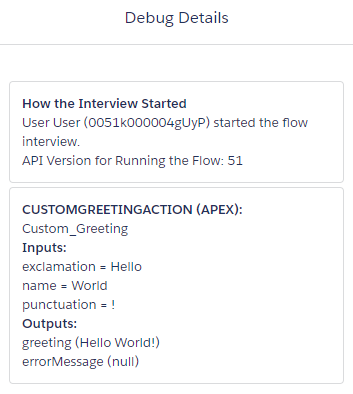 Debug Details
How the Interview Started
User User (0051k000004gUyP) started the flow
interview.
API Version for Running the Flow: 51
CUSTOMGREETINGACTION (APEX):
Custom_Greeting
Inputs:
exclamation = Hello
name = World
punctuation = !
Outputs:
greeting (Hello World!)
errorMessage (null)